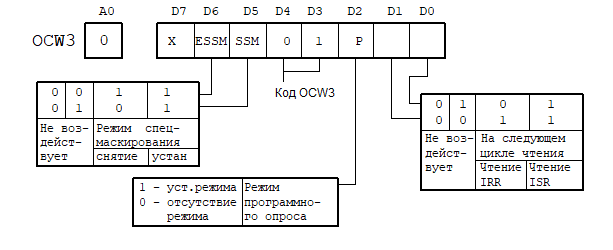 A0 D7 D6 D5 D4 D3 D2 D1 D0
OCW3 0 X ESSM SSM 0 1 P
Код OCW3
0 0 1 1
0 1 0 1
Не воз-
дейст-
вует
Режим спец-
маскирования
снятие устан
0 1 0 1
0 0 1 1
Не воз-
дейст-
вует
На следующем
цикле чтения
Чтение Чтение
IRR ISR
1 - уст.режима Режим
0 - отсутствие программно-
режима го опроса